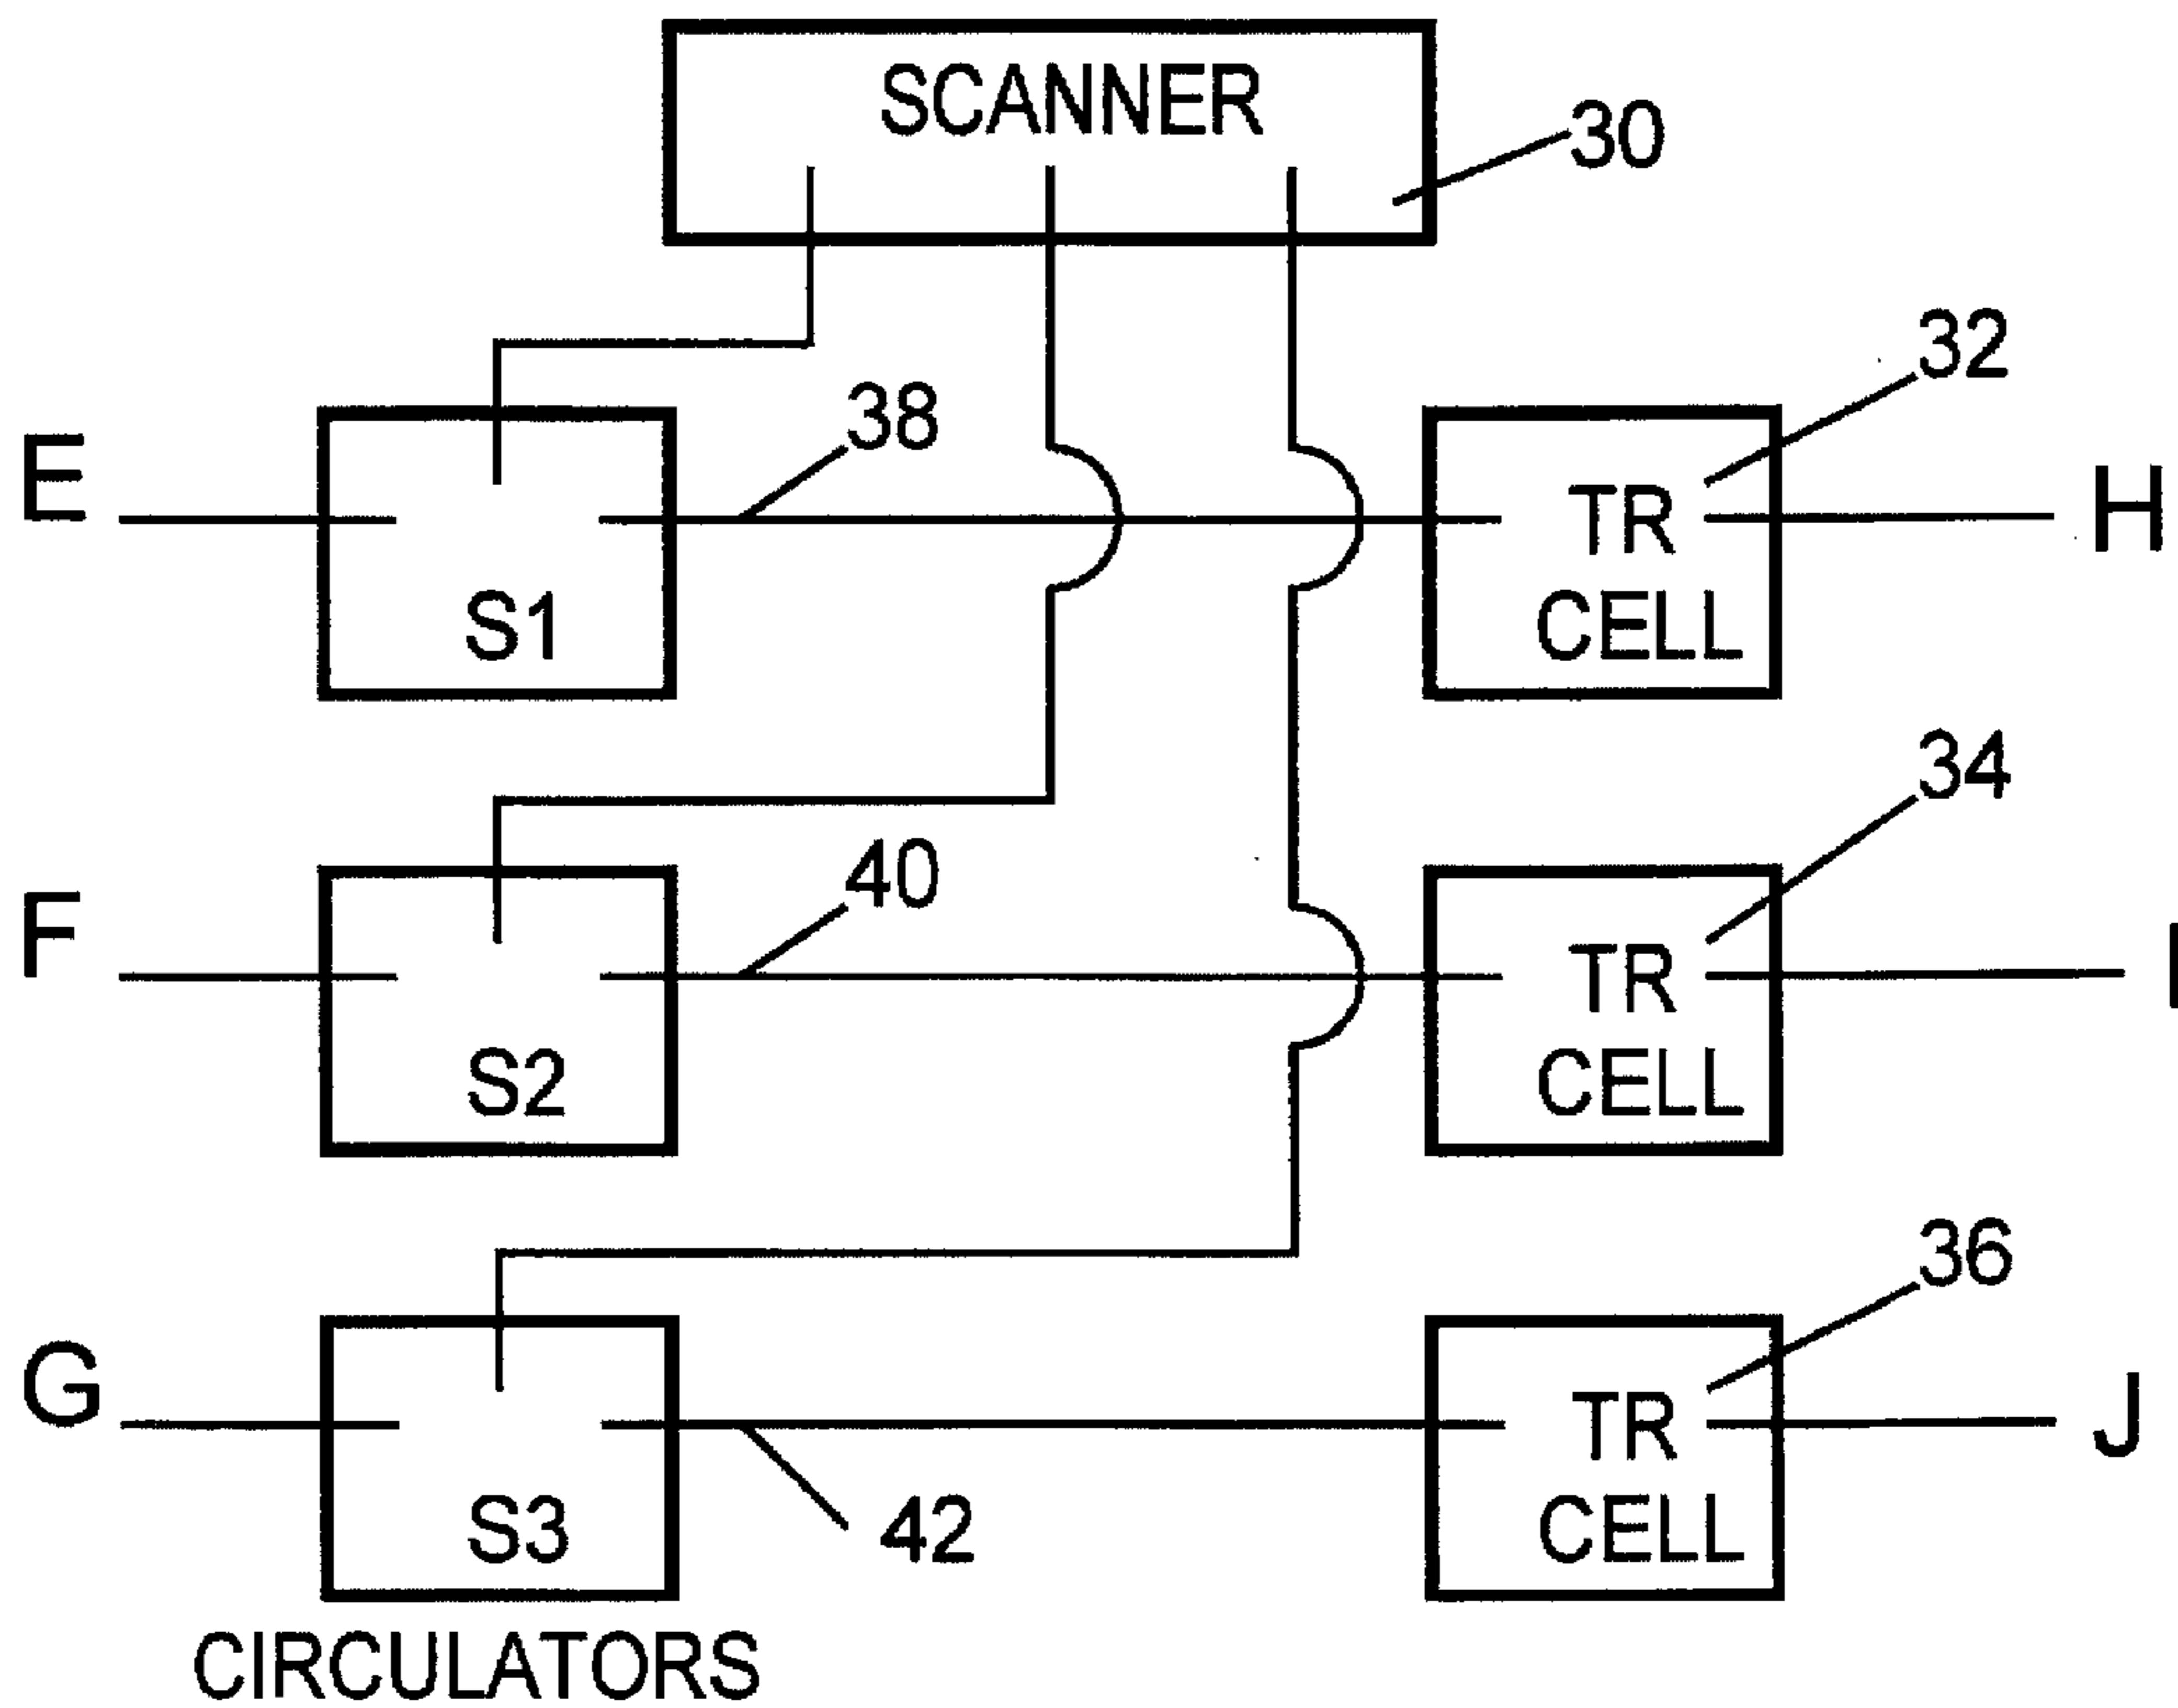 SCANNER
30
32
38
E
H
TR
CELL
S1
34
40
F
I
TR
CELL
S2
36
G
J
TR
CELL
S3
42
CIRCULATORS